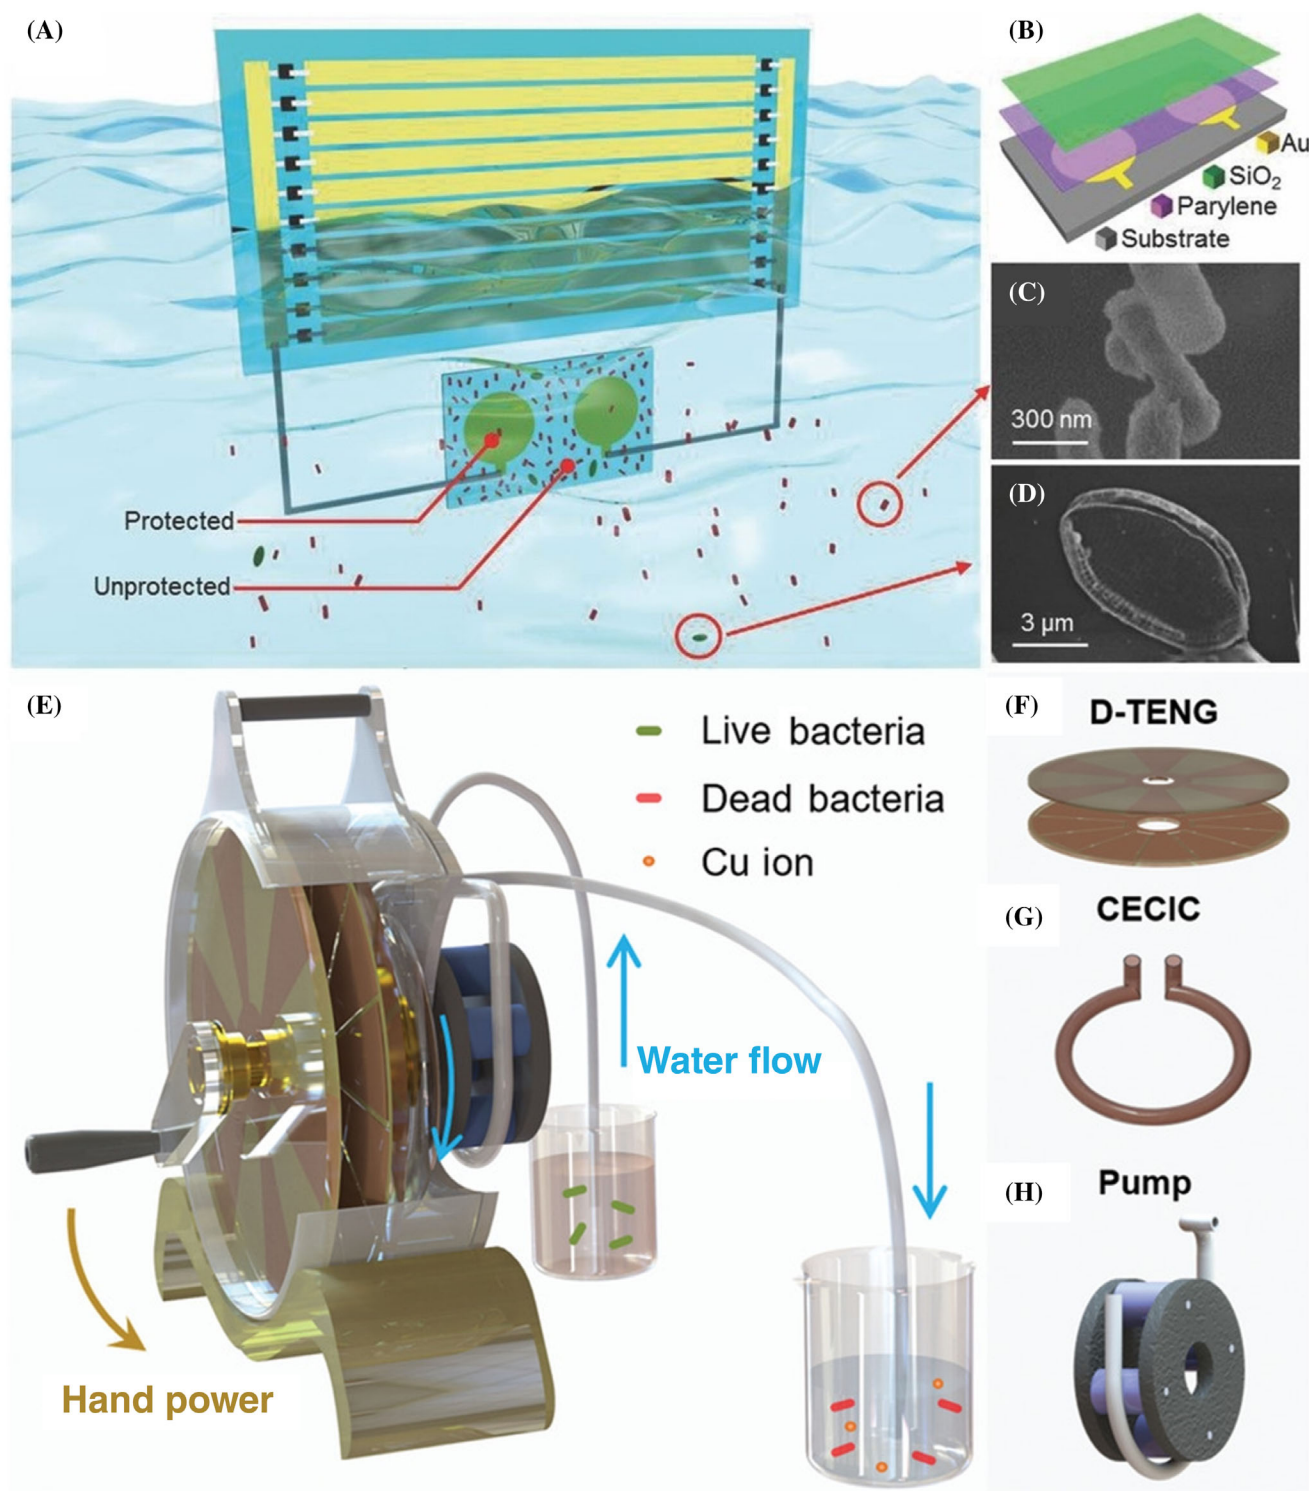 (A)
Protected
Unprotected
(B)
Au
SiO₂
Parylene
Substrate
(C)
300 nm
(D)
3 µm
(E)
Live bacteria
Dead bacteria
Cu ion
Water flow
Hand power
(F)
D-TENG
(G)
CECIC
(H)
Pump